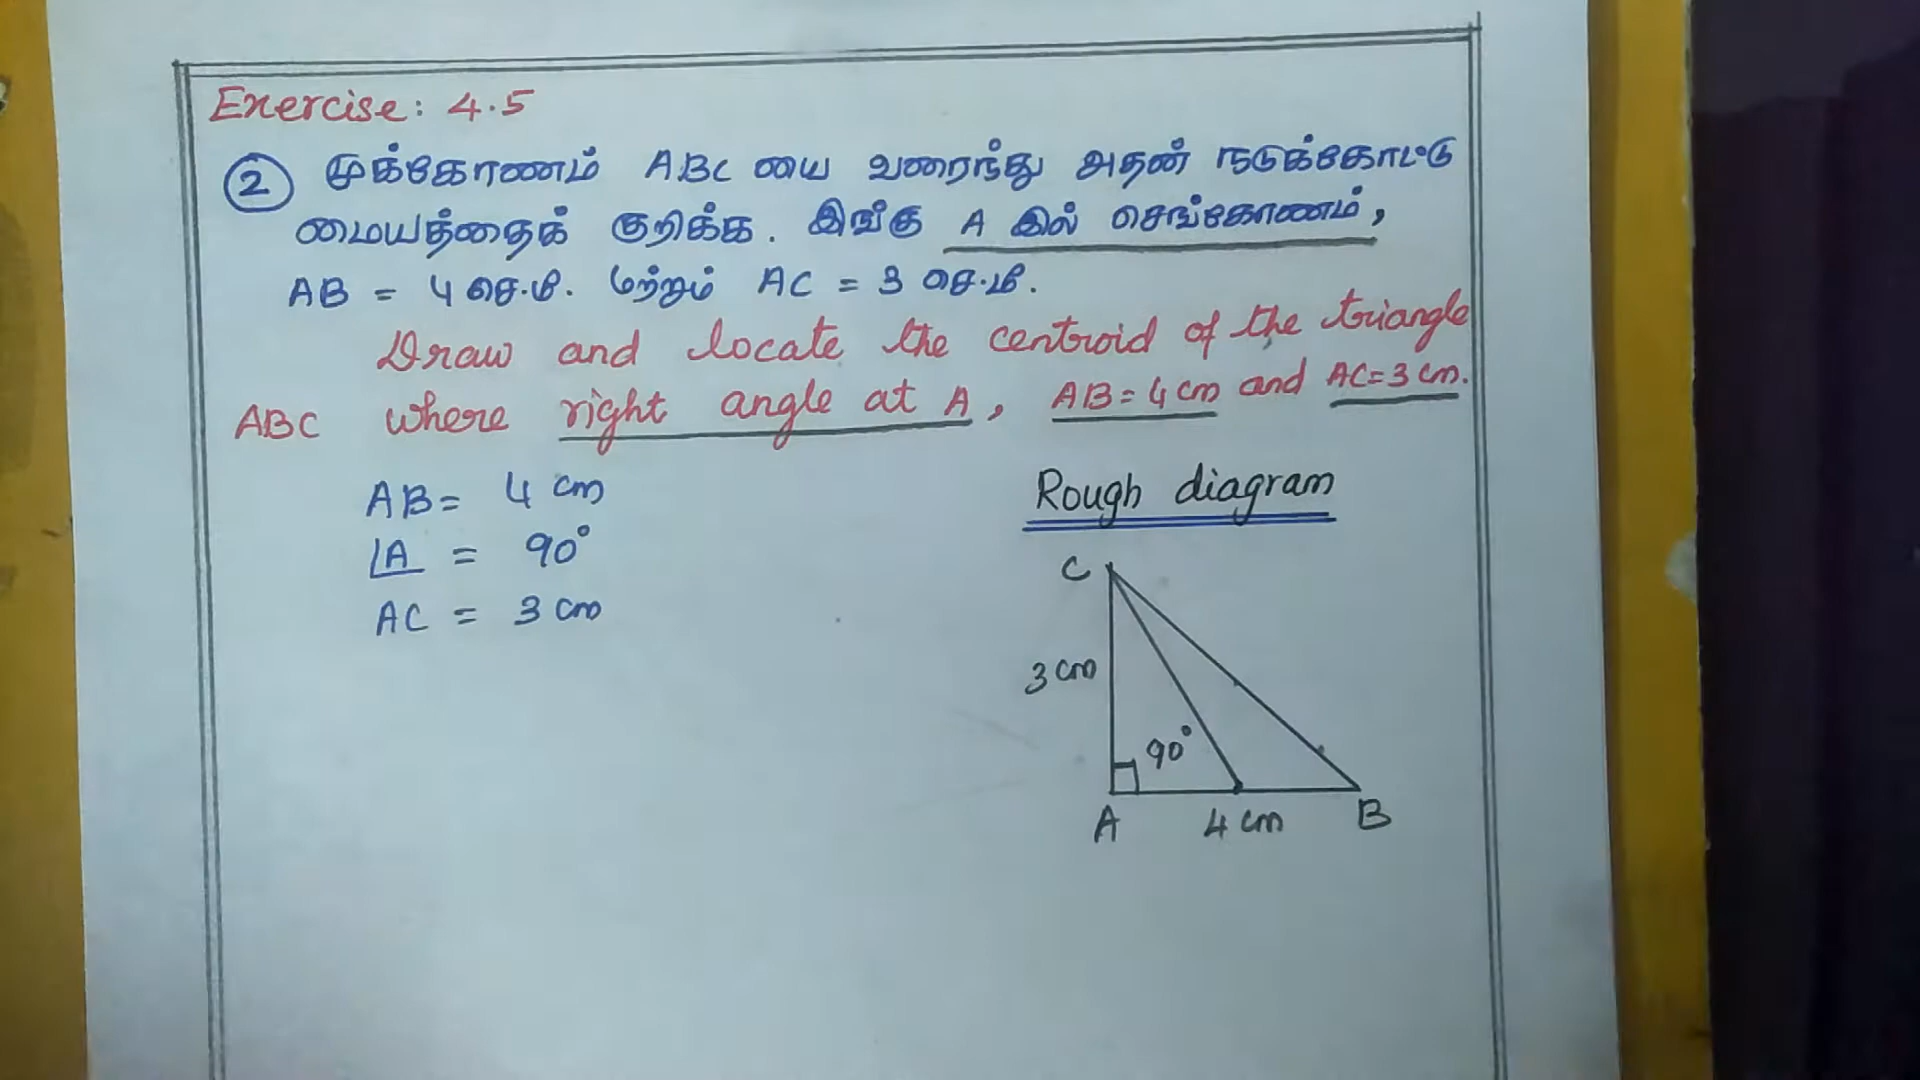 Exercise: 4.5
2 முக்கோணம் ABC யை வரைந்து அதன் நடுக்கோட்டு
மையத்தைக் குறிக்க. இங்கு A இல் செங்கோணம்,
AB = 4 செ.மீ. மற்றும் AC = 3 செ.மீ.
Draw and locate the centroid of the triangle
ABC where right angle at A, AB = 4 cm and AC = 3 cm.
AB = 4 cm
∠A = 90°
AC = 3 cm
Rough diagram
C
3 cm
90°
A 4 cm B